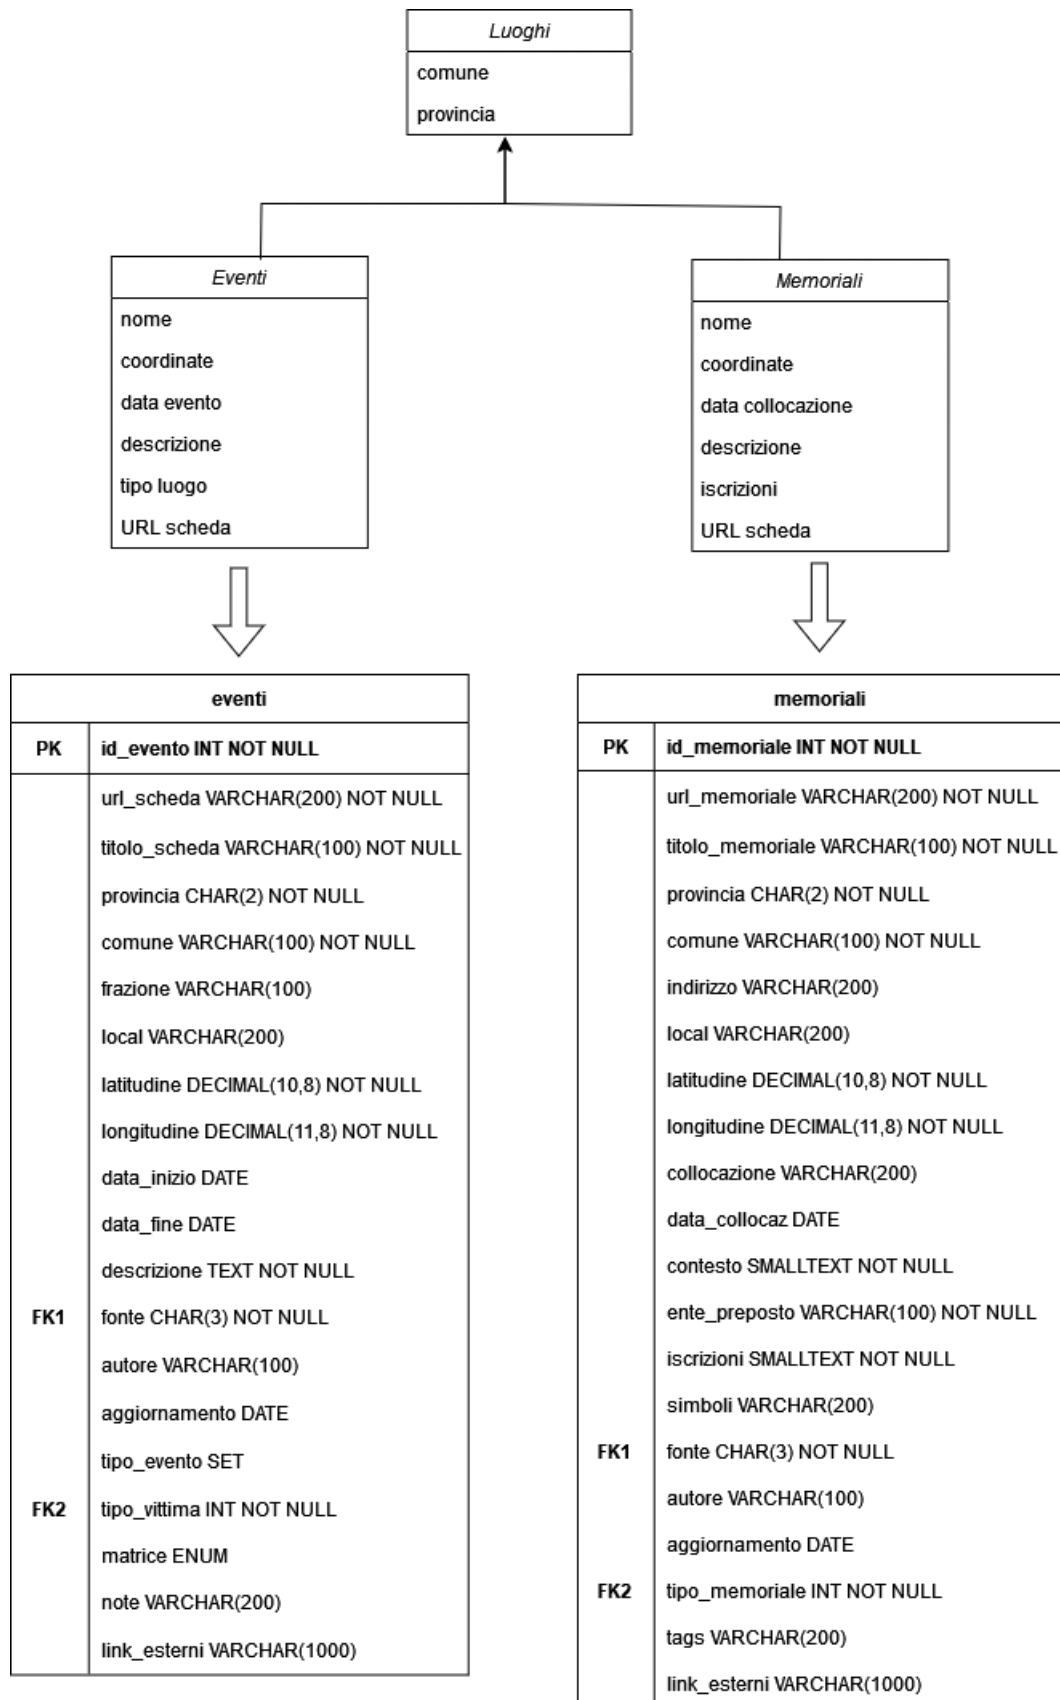 Luoghi
comune
provincia
Eventi
nome
coordinate
data evento
descrizione
tipo luogo
URL scheda
Memoriali
nome
coordinate
data collocazione
descrizione
iscrizioni
URL scheda
eventi
PK id_evento INT NOT NULL
url_scheda VARCHAR(200) NOT NULL
titolo_scheda VARCHAR(100) NOT NULL
provincia CHAR(2) NOT NULL
comune VARCHAR(100) NOT NULL
frazione VARCHAR(100)
local VARCHAR(200)
latitudine DECIMAL(10,8) NOT NULL
longitudine DECIMAL(11,8) NOT NULL
data_inizio DATE
data_fine DATE
descrizione TEXT NOT NULL
FK1 fonte CHAR(3) NOT NULL
autore VARCHAR(100)
aggiornamento DATE
tipo_evento SET
FK2 tipo_vittima INT NOT NULL
matrice ENUM
note VARCHAR(200)
link_esterni VARCHAR(1000)
memoriali
PK id_memoriale INT NOT NULL
url_memoriale VARCHAR(200) NOT NULL
titolo_memoriale VARCHAR(100) NOT NULL
provincia CHAR(2) NOT NULL
comune VARCHAR(100) NOT NULL
indirizzo VARCHAR(200)
local VARCHAR(200)
latitudine DECIMAL(10,8) NOT NULL
longitudine DECIMAL(11,8) NOT NULL
collocazione VARCHAR(200)
data_collocaz DATE
contesto SMALLTEXT NOT NULL
ente_preposto VARCHAR(100) NOT NULL
iscrizioni SMALLTEXT NOT NULL
simboli VARCHAR(200)
FK1 fonte CHAR(3) NOT NULL
autore VARCHAR(100)
aggiornamento DATE
FK2 tipo_memoriale INT NOT NULL
tags VARCHAR(200)
link_esterni VARCHAR(1000)